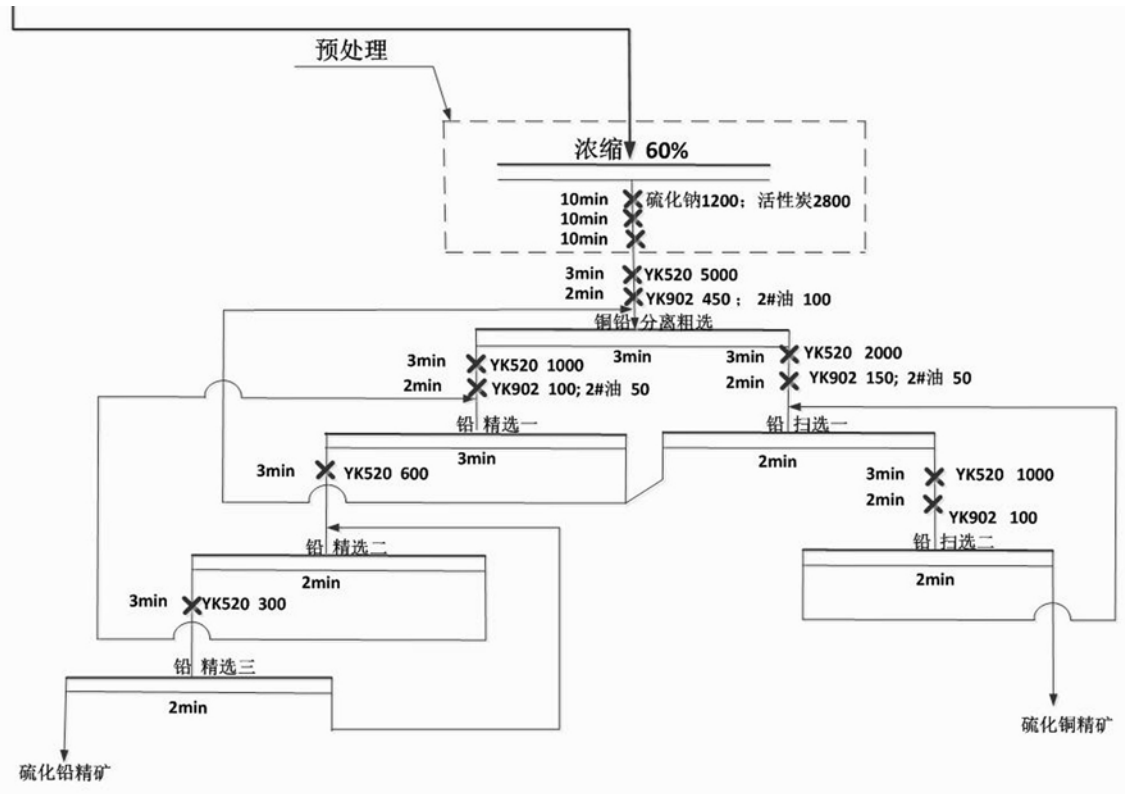 预处理
浓缩 60%
10min 硫化钠1200；活性炭2800
10min
10min
3min YK520 5000
2min YK902 450； 2#油 100
铜铅 分离粗选
3min
3min YK520 1000
2min YK902 100; 2#油 50
3min YK520 2000
2min YK902 150; 2#油 50
铅 精选一
3min
铅 扫选一
2min
3min YK520 600
3min YK520 1000
2min YK902 100
铅 精选二
2min
铅 扫选二
2min
3min YK520 300
铅 精选三
2min
硫化铜精矿
硫化铅精矿